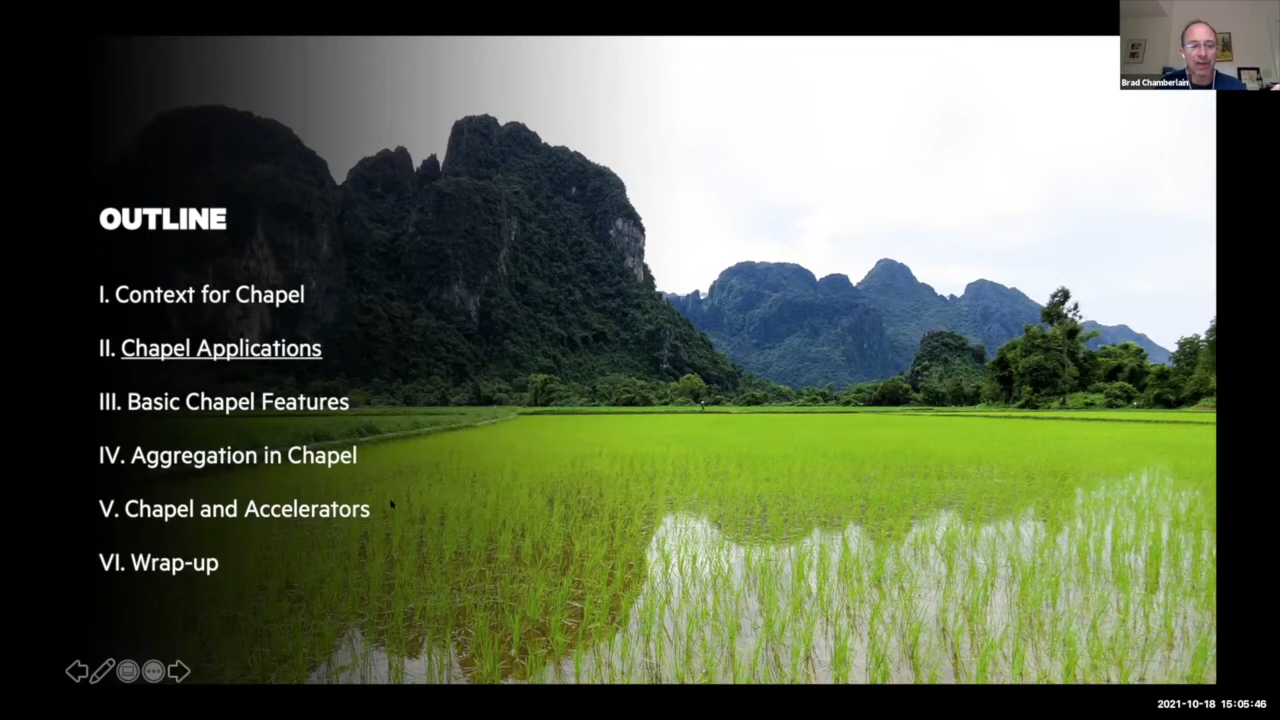 Brad Chamberlain
OUTLINE
I. Context for Chapel
II. Chapel Applications
III. Basic Chapel Features
IV. Aggregation in Chapel
V. Chapel and Accelerators
VI. Wrap-up
2021-10-18 15:05:46